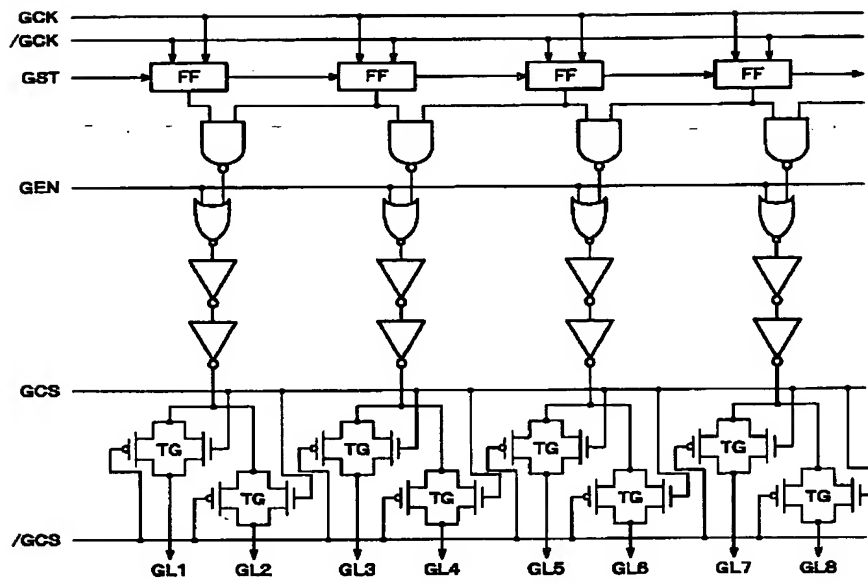 GCK
/GCK
GST FF FF FF FF
GEN
GCS
TG TG TG TG
TG TG TG TG
/GCS
GL1 GL2 GL3 GL4 GL5 GL6 GL7 GL8